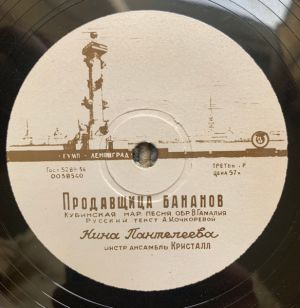 ГУМП - ЛЕНИНГРАД
Гост 5289-56
ТРЕТЬЯ Р
0038540
ЦЕНА 57 к
ПРОДАВЩИЦА БАНАНОВ
КУБИНСКАЯ НАР. ПЕСНЯ ОБР. В. ГАМАЛИЯ
РУССКИЙ ТЕКСТ А. КОЧКОРЕВОЙ
Нина Пантелеева
ИНСТР АНСАМБЛЬ КРИСТАЛЛ